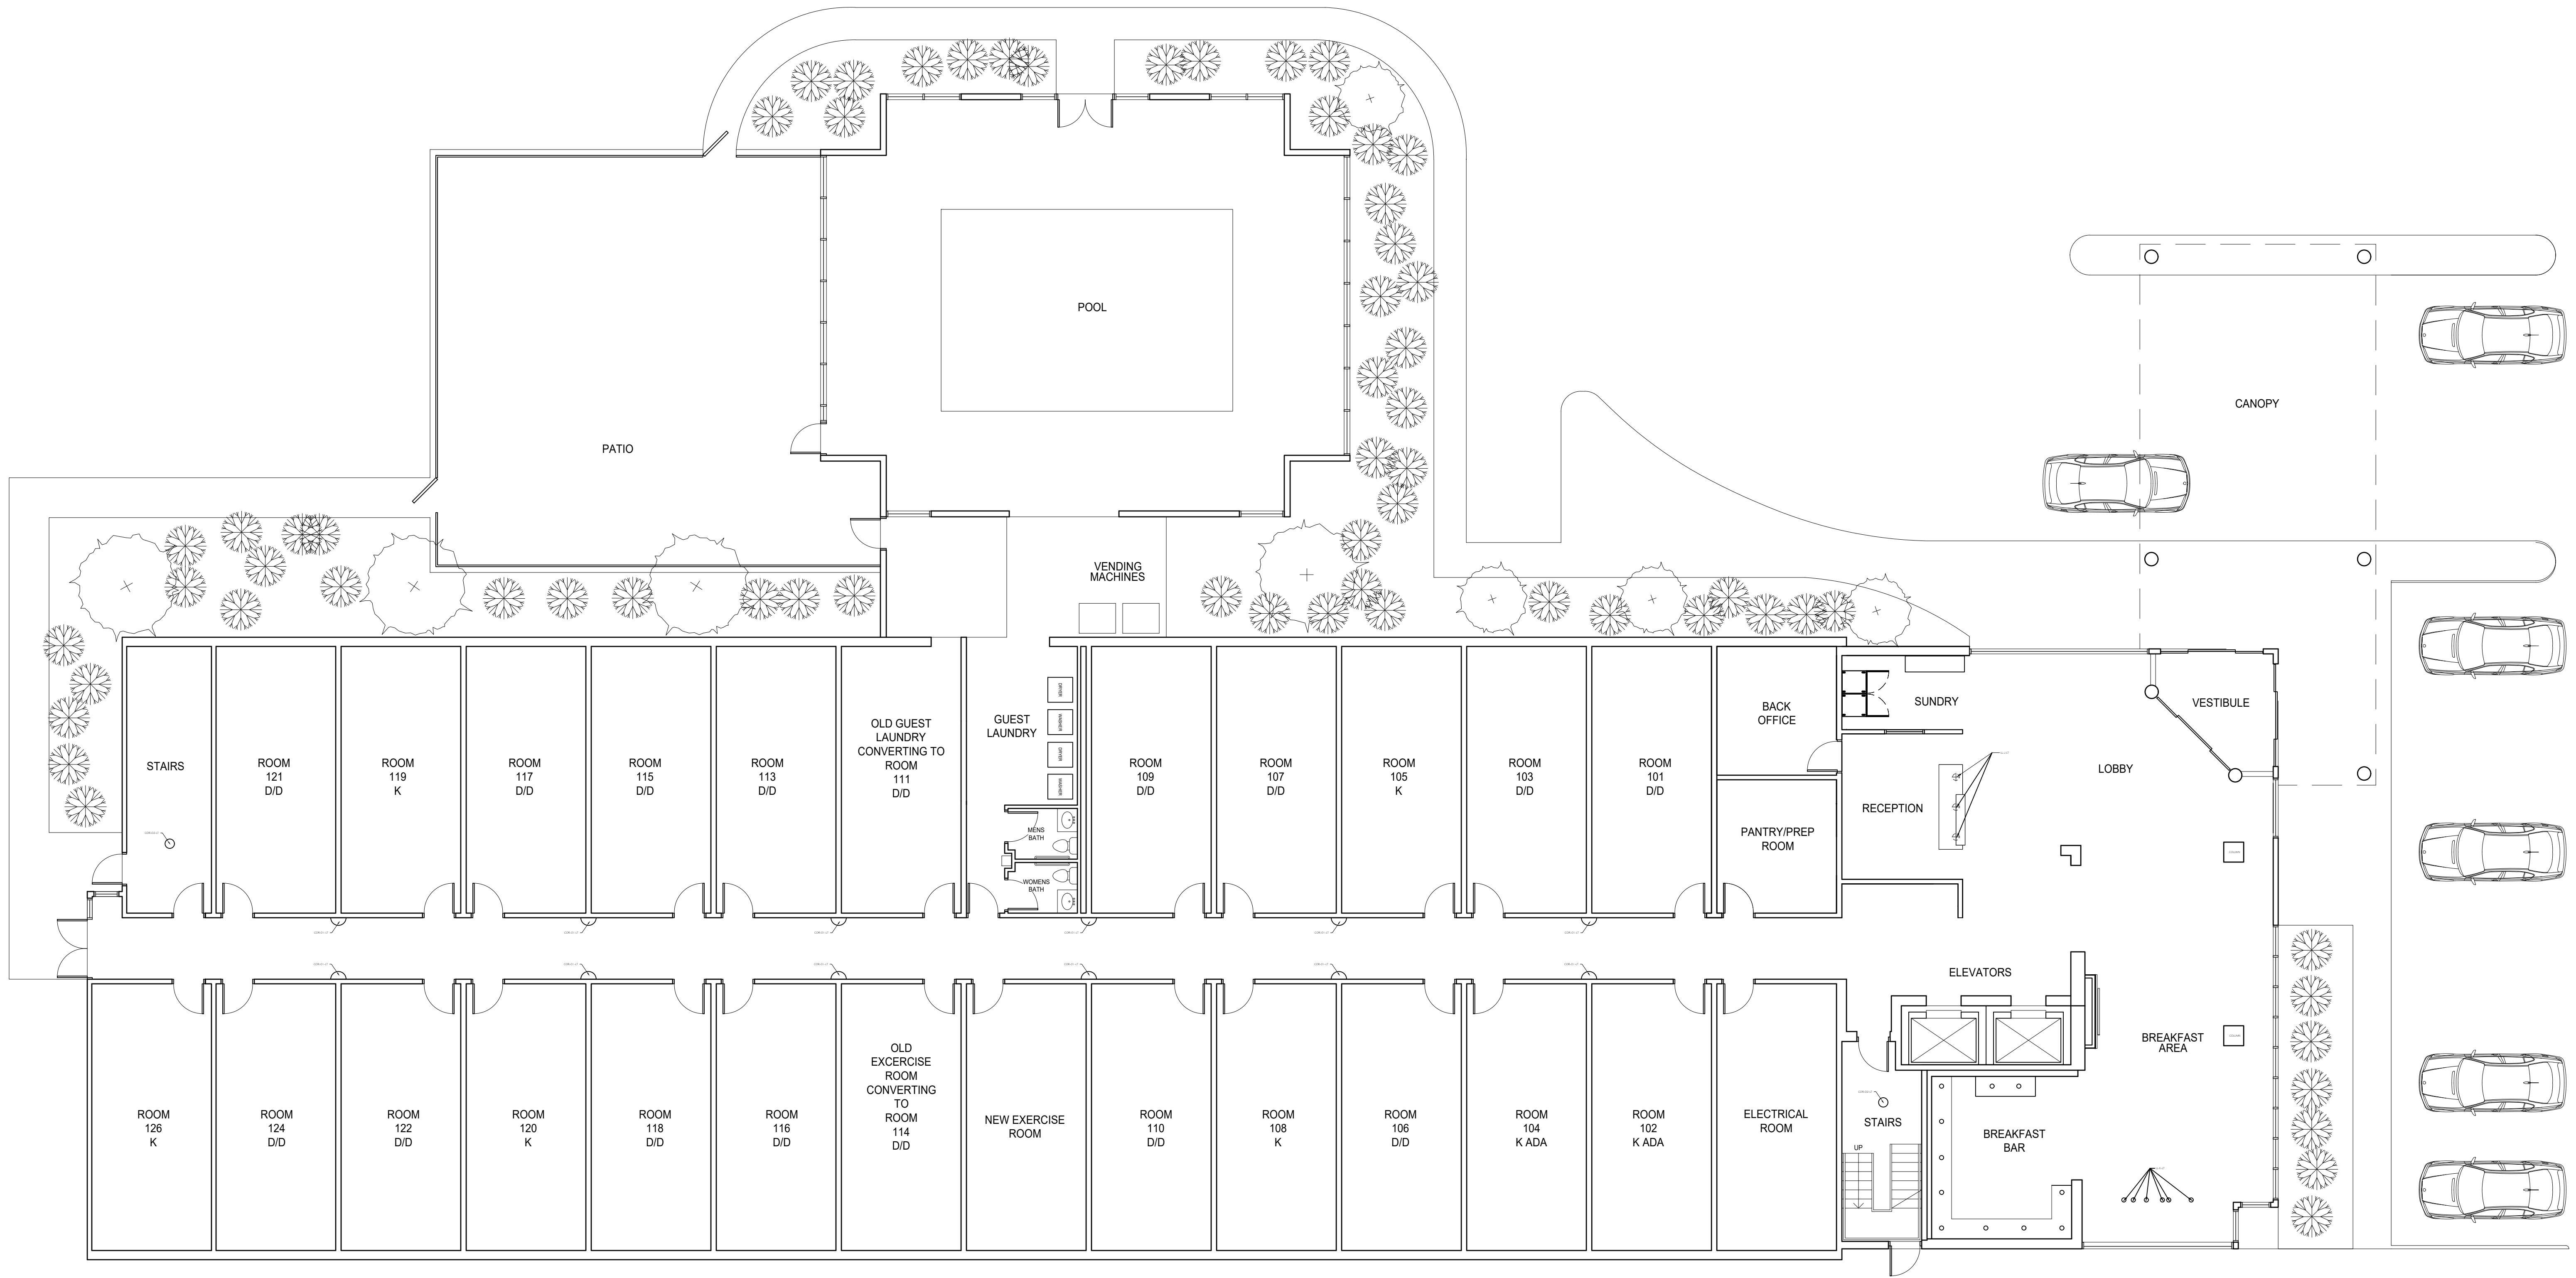 POOL
CANOPY
PATIO
VENDING
MACHINES
STAIRS
ROOM
121
D/D
ROOM
119
K
ROOM
117
D/D
ROOM
115
D/D
ROOM
113
D/D
OLD GUEST
LAUNDRY
CONVERTING TO
ROOM
111
D/D
GUEST
LAUNDRY
DRYER
WASHER
DRYER
WASHER
MENS
BATH
WOMENS
BATH
ROOM
109
D/D
ROOM
107
D/D
ROOM
105
K
ROOM
103
D/D
ROOM
101
D/D
BACK
OFFICE
PANTRY/PREP
ROOM
SUNDRY
RECEPTION
LOBBY
VESTIBULE
ELEVATORS
BREAKFAST
AREA
ROOM
126
K
ROOM
124
D/D
ROOM
122
D/D
ROOM
120
K
ROOM
118
D/D
ROOM
116
D/D
OLD
EXCERCISE
ROOM
CONVERTING
TO
ROOM
114
D/D
NEW EXERCISE
ROOM
ROOM
110
D/D
ROOM
108
K
ROOM
106
D/D
ROOM
104
K ADA
ROOM
102
K ADA
ELECTRICAL
ROOM
STAIRS
UP
BREAKFAST
BAR